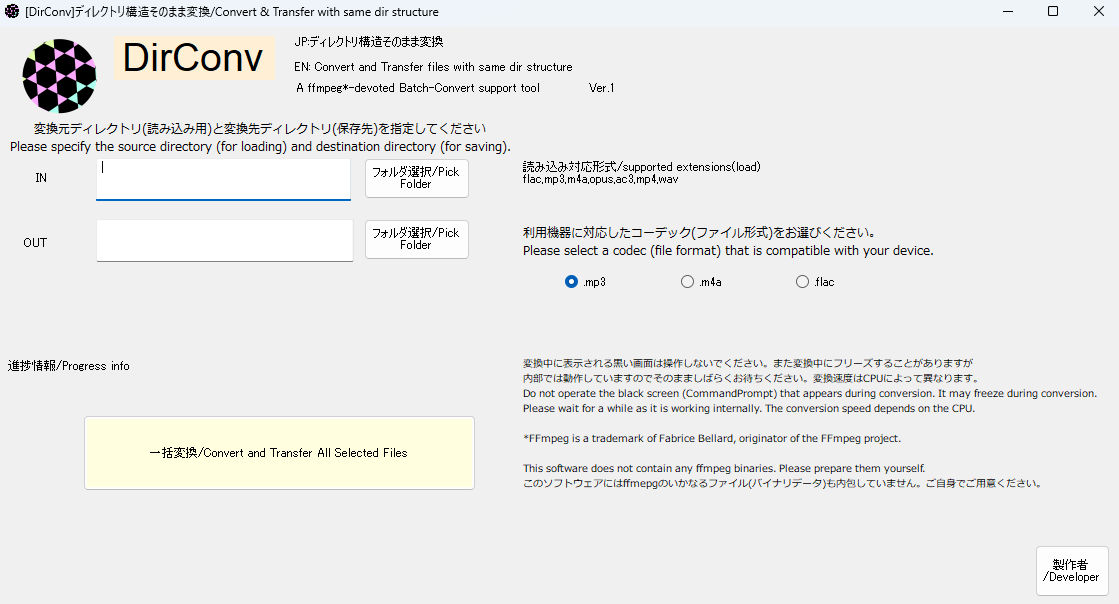 [DirConv]ディレクトリ構造そのまま変換/Convert & Transfer with same dir structure
DirConv
JP:ディレクトリ構造そのまま変換
EN: Convert and Transfer files with same dir structure
A ffmpeg*-devoted Batch-Convert support tool
Ver.1
変換元ディレクトリ(読み込み用)と変換先ディレクトリ(保存先)を指定してください
Please specify the source directory (for loading) and destination directory (for saving).
IN
フォルダ選択/Pick
Folder
読み込み対応形式/supported extensions(load)
flac,mp3,m4a,opus,ac3,mp4,wav
OUT
フォルダ選択/Pick
Folder
利用機器に対応したコーデック(ファイル形式)をお選びください。
Please select a codec (file format) that is compatible with your device.
.mp3
.m4a
.flac
進捗情報/Progress info
変換中に表示される黒い画面は操作しないでください。また変換中にフリーズすることがありますが
内部では動作していますのでそのまましばらくお待ちください。変換速度はCPUによって異なります。
Do not operate the black screen (CommandPrompt) that appears during conversion. It may freeze during conversion.
Please wait for a while as it is working internally. The conversion speed depends on the CPU.
*FFmpeg is a trademark of Fabrice Bellard, originator of the FFmpeg project.
This software does not contain any ffmpeg binaries. Please prepare them yourself.
このソフトウェアにはffmepgのいかなるファイル(バイナリデータ)も内包していません。ご自身でご用意ください。
一括変換/Convert and Transfer All Selected Files
製作者
/Developer